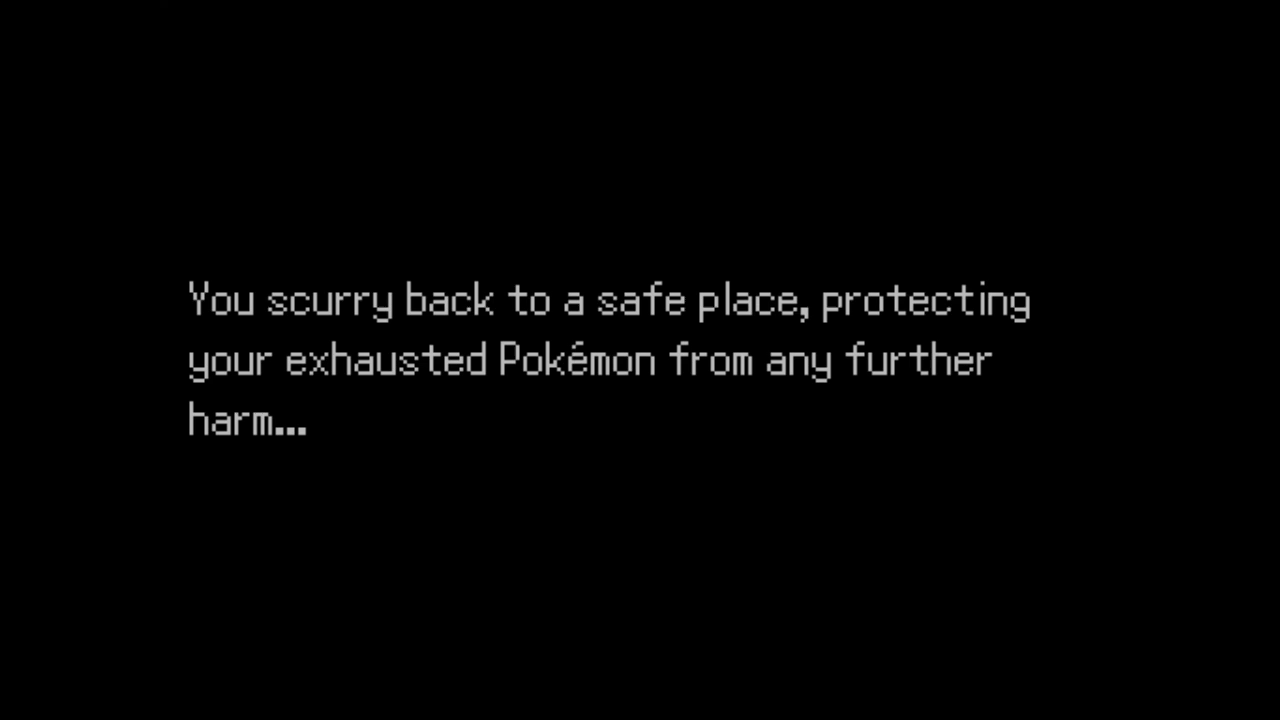 You scurry back to a safe place, protecting
your exhausted Pokémon from any further
harm...